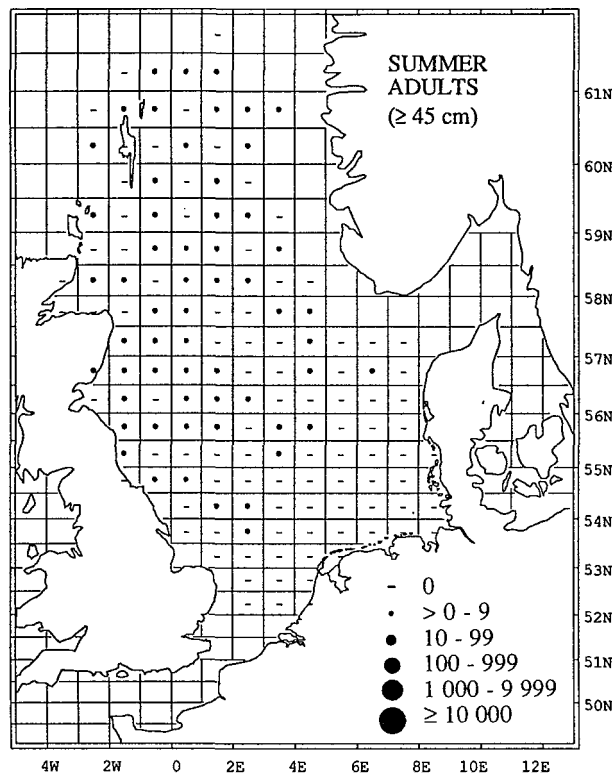 SUMMER
ADULTS
(≥ 45 cm)
61N
60N
59N
58N
57N
56N
55N
54N
53N
52N
51N
50N
- 0
• > 0 - 9
• 10 - 99
● 100 - 999
● 1 000 - 9 999
● ≥ 10 000
4W 2W 0 2E 4E 6E 8E 10E 12E